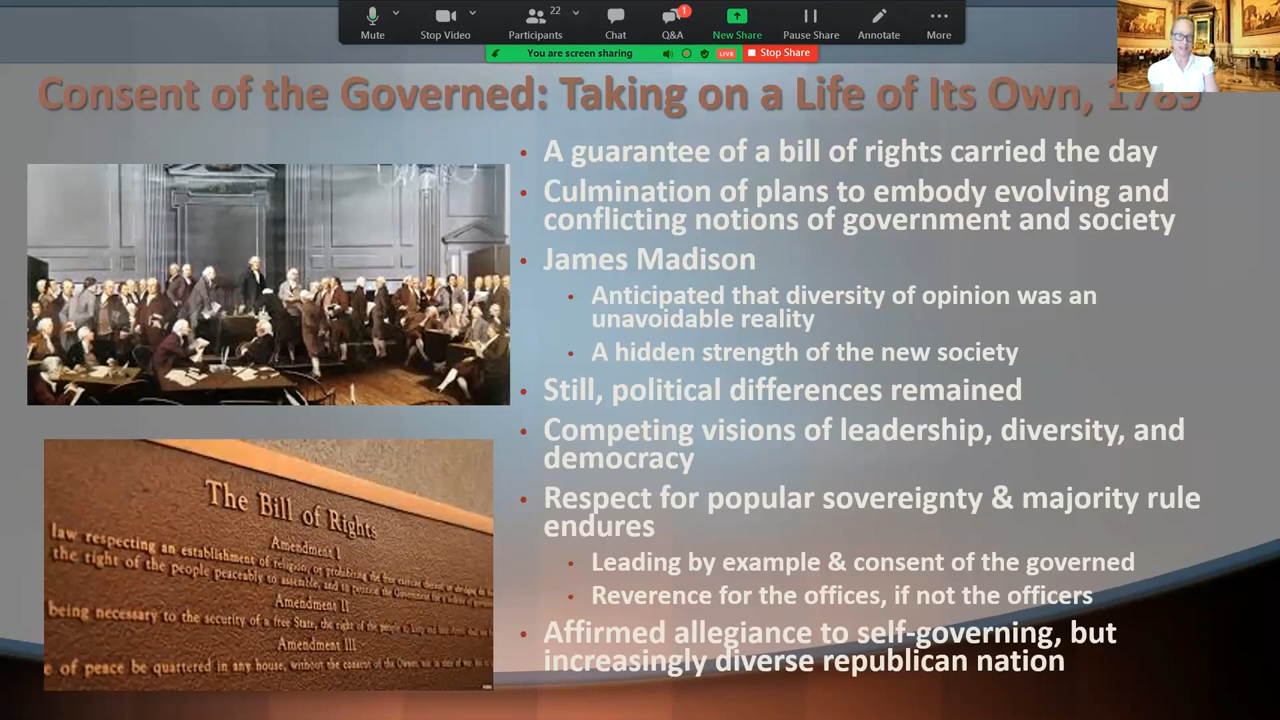 22
1
Mute
Stop Video
Participants
Chat
Q&A
New Share
Pause Share
Annotate
More
You are screen sharing
LIVE
Stop Share
Consent of the Governed: Taking on a Life of Its Own, 1789
• A guarantee of a bill of rights carried the day
• Culmination of plans to embody evolving and
conflicting notions of government and society
• James Madison
• Anticipated that diversity of opinion was an
unavoidable reality
• A hidden strength of the new society
• Still, political differences remained
• Competing visions of leadership, diversity, and
democracy
• Respect for popular sovereignty & majority rule
endures
• Leading by example & consent of the governed
• Reverence for the offices, if not the officers
• Affirmed allegiance to self-governing, but
increasingly diverse republican nation
The Bill of Rights
Amendment I
law respecting an establishment of religion, or prohibiting the free
the right of the people peaceably to assemble, and to petition the Government for a
Amendment II
being necessary to the security of a free State, the right of the people to keep and
Amendment III
e of peace be quartered in any house, without the consent of the Owner,